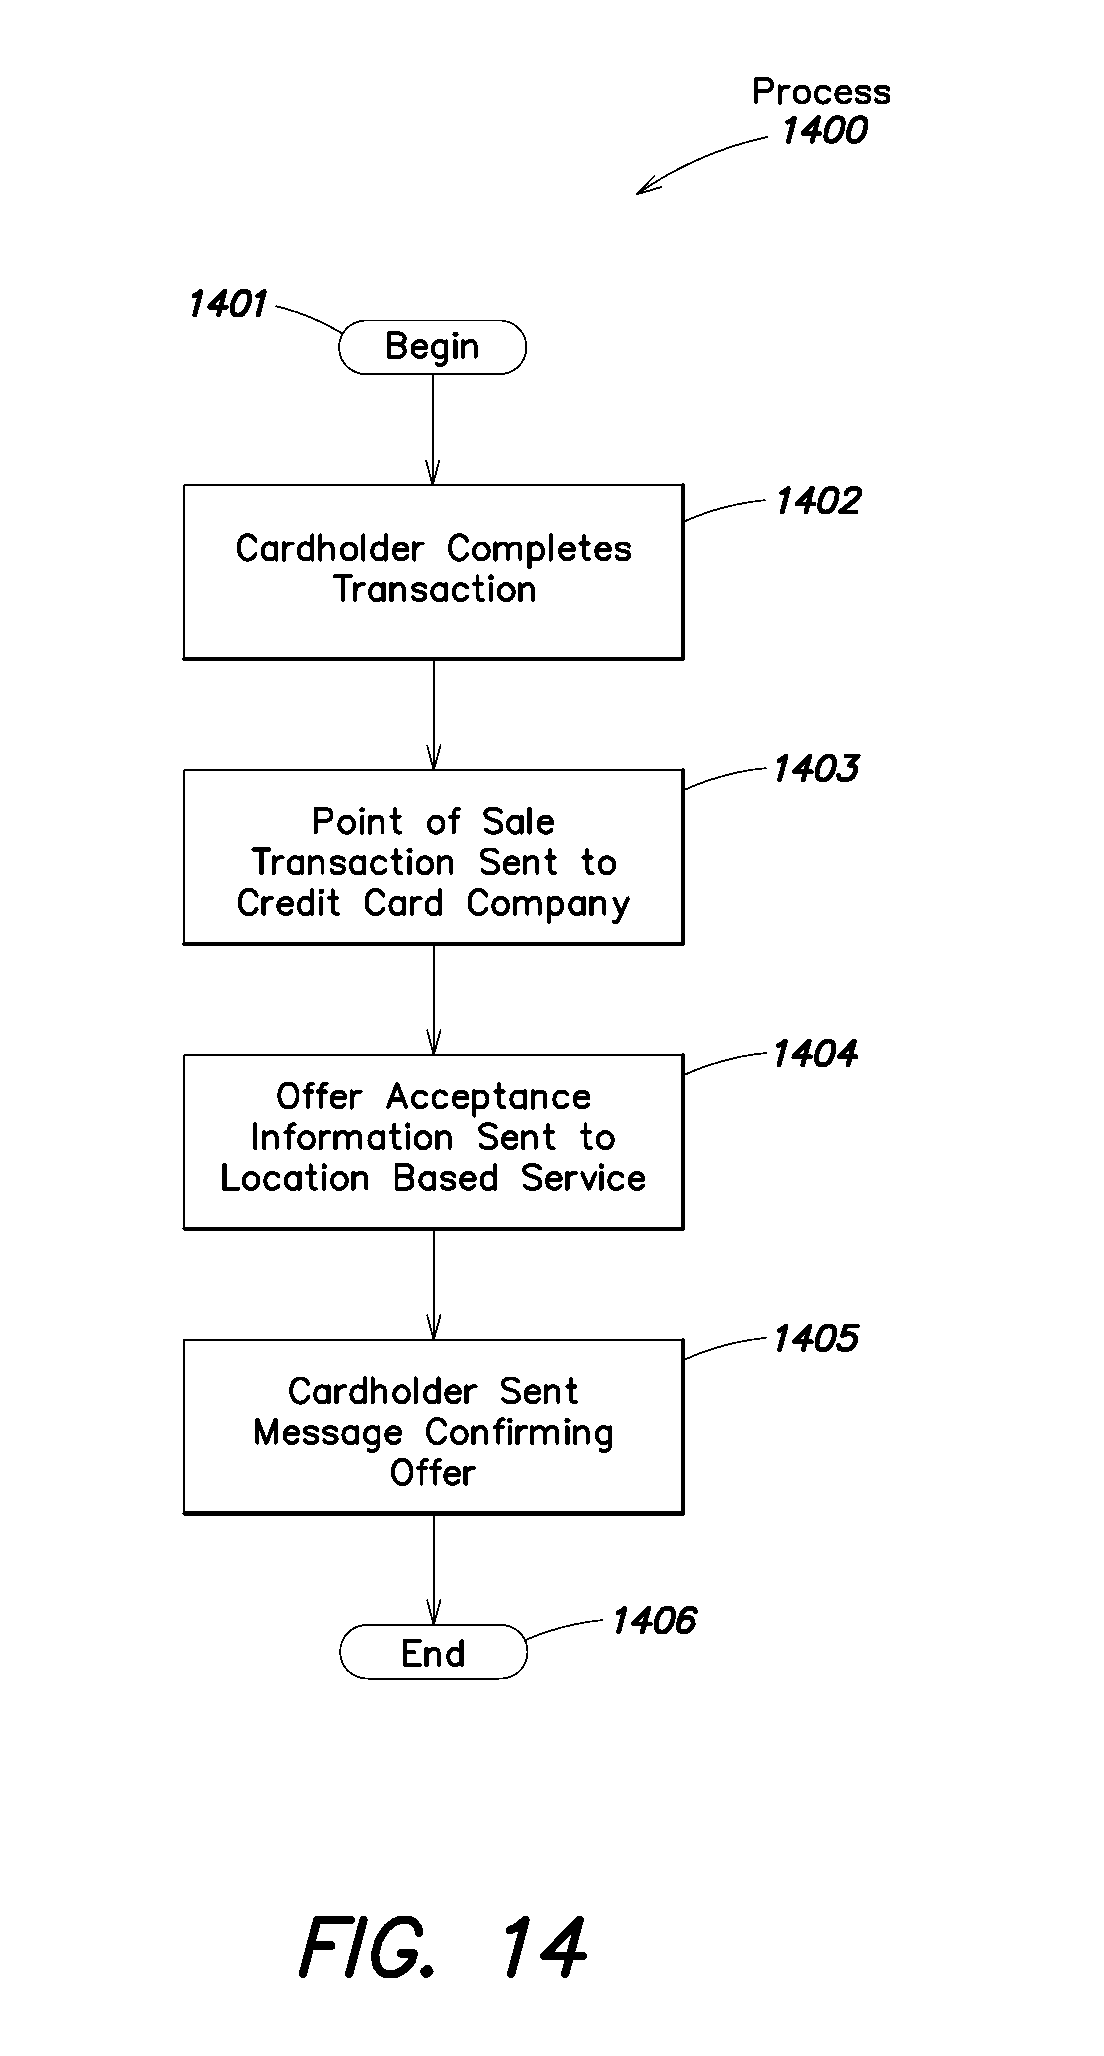 Process
1400
1401
Begin
1402
Cardholder Completes
Transaction
1403
Point of Sale
Transaction Sent to
Credit Card Company
1404
Offer Acceptance
Information Sent to
Location Based Service
1405
Cardholder Sent
Message Confirming
Offer
1406
End
FIG. 14